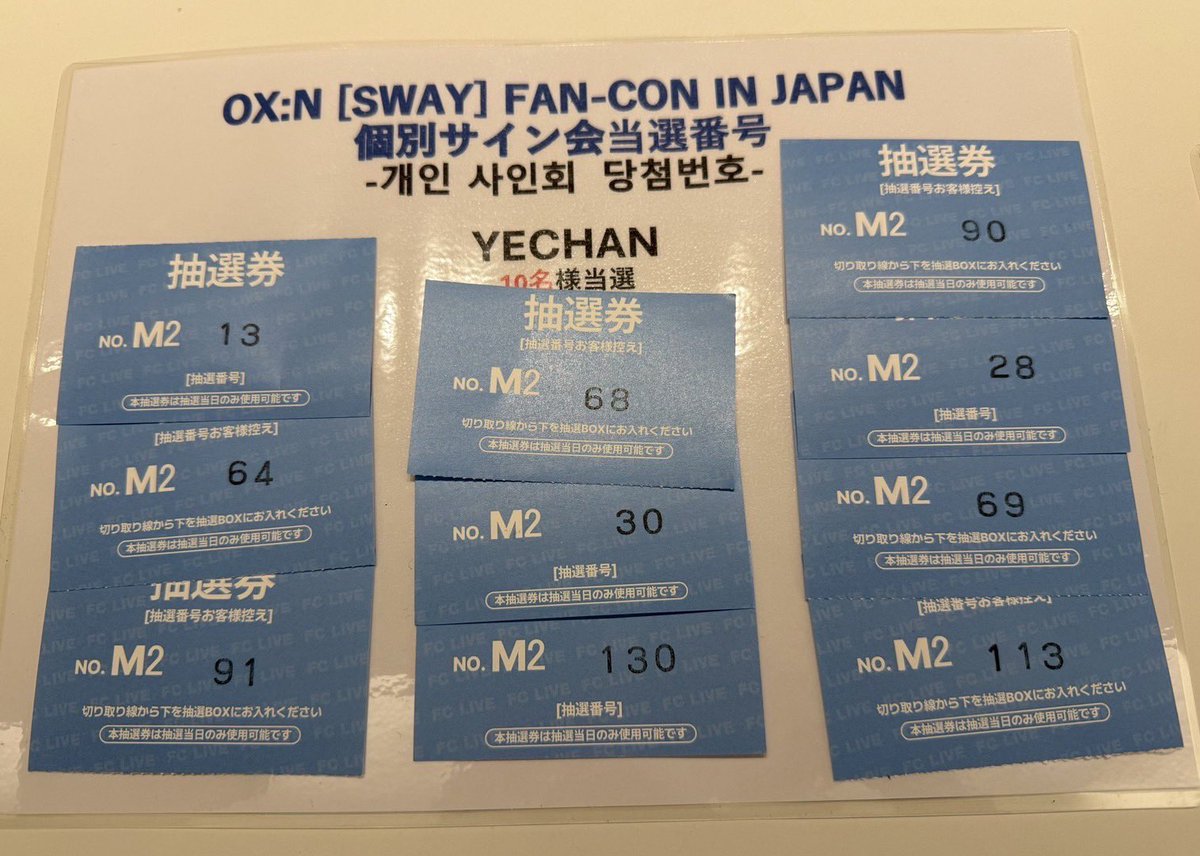 OX:N [SWAY] FAN-CON IN JAPAN
個別サイン会当選番号
-개인 사인회 당첨번호-
YECHAN
10名様当選
抽選券
NO. M2 13
[抽選番号]
本抽選券は抽選当日のみ使用可能です
[抽選番号お客様控え]
NO. M2 64
切り取り線から下を抽選BOXにお入れください
本抽選券は抽選当日のみ使用可能です
抽選券
[抽選番号お客様控え]
NO. M2 91
切り取り線から下を抽選BOXにお入れください
本抽選券は抽選当日のみ使用可能です
抽選券
[抽選番号お客様控え]
NO. M2 68
切り取り線から下を抽選BOXにお入れください
本抽選券は抽選当日のみ使用可能です
NO. M2 30
[抽選番号]
本抽選券は抽選当日のみ使用可能です
NO. M2 130
[抽選番号]
本抽選券は抽選当日のみ使用可能です
抽選券
[抽選番号お客様控え]
NO. M2 90
切り取り線から下を抽選BOXにお入れください
本抽選券は抽選当日のみ使用可能です
NO. M2 28
[抽選番号]
本抽選券は抽選当日のみ使用可能です
NO. M2 69
切り取り線から下を抽選BOXにお入れください
本抽選券は抽選当日のみ使用可能です
[抽選番号お客様控え]
NO. M2 113
切り取り線から下を抽選BOXにお入れください
本抽選券は抽選当日のみ使用可能です